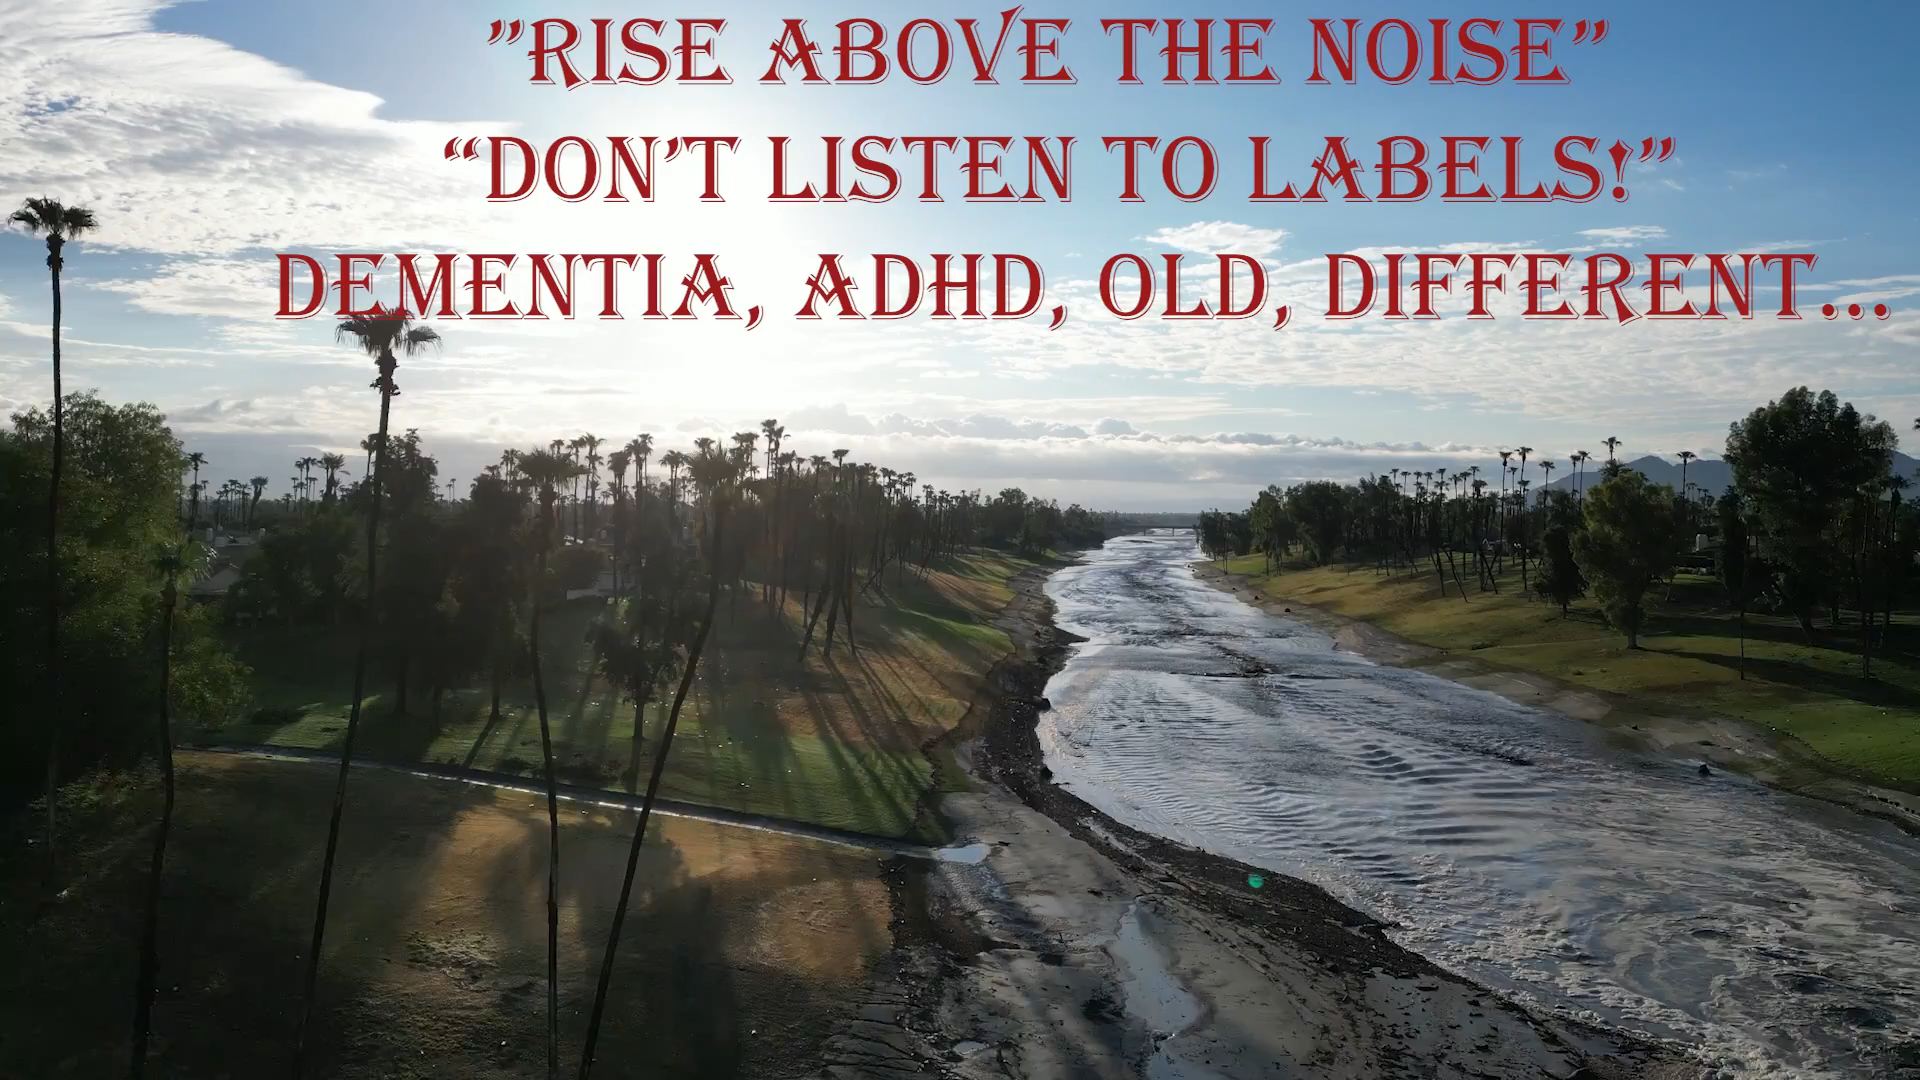 ”RISE ABOVE THE NOISE”
“DON’T LISTEN TO LABELS!”
DEMENTIA, ADHD, OLD, DIFFERENT...